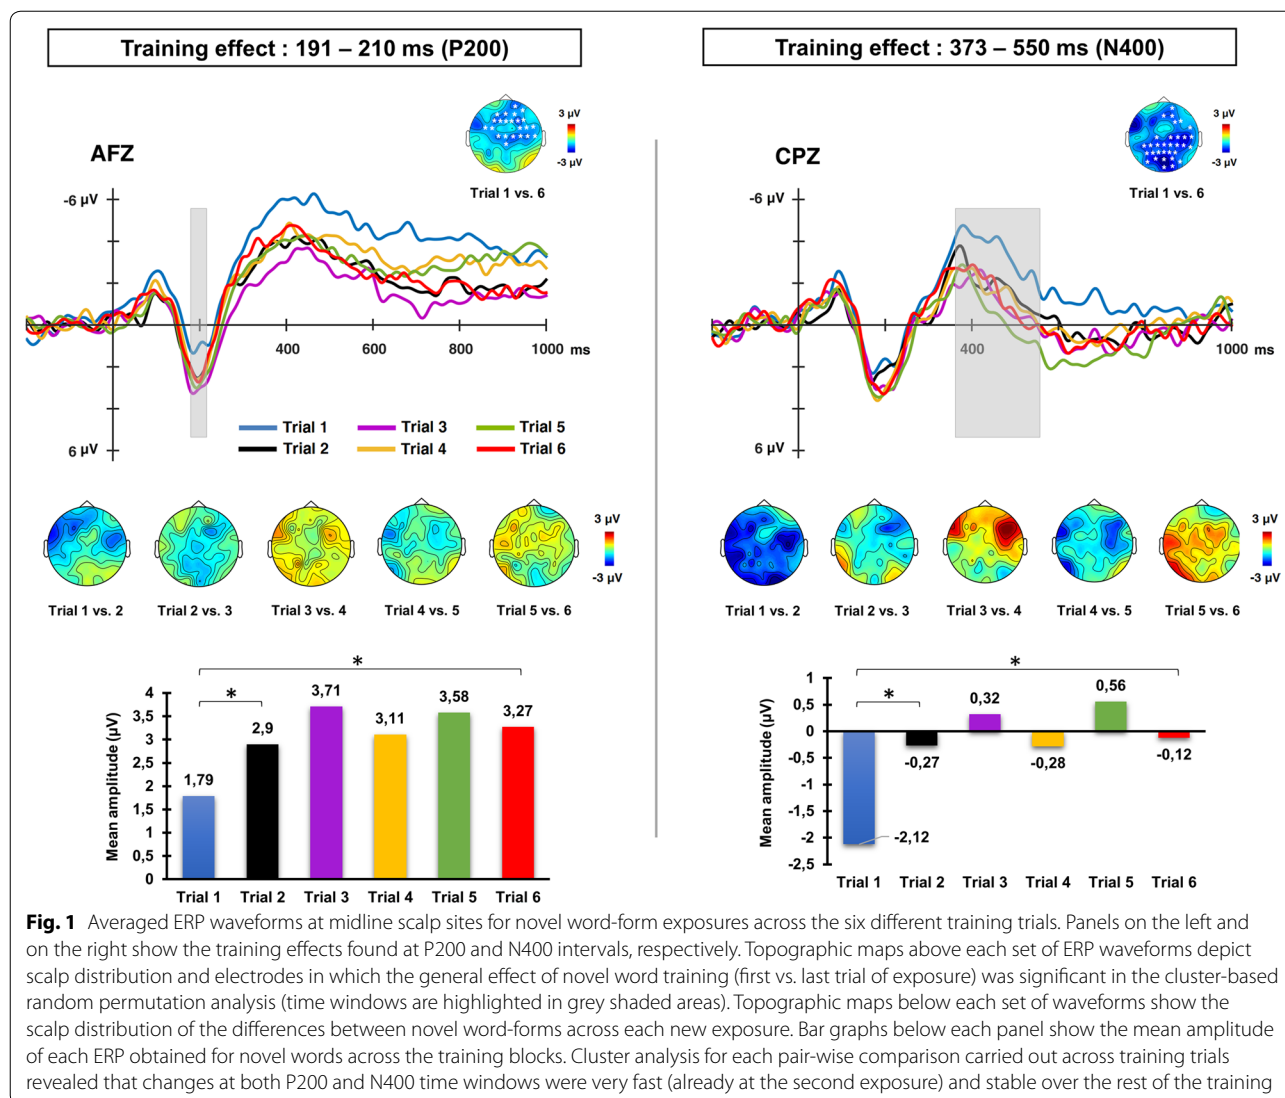 Training effect : 191 – 210 ms (P200)
3 µV
-3 µV
Trial 1 vs. 6
AFZ
-6 µV
400
600
800
1000 ms
6 µV
Trial 1
Trial 3
Trial 5
Trial 2
Trial 4
Trial 6
3 µV
-3 µV
Trial 1 vs. 2
Trial 2 vs. 3
Trial 3 vs. 4
Trial 4 vs. 5
Trial 5 vs. 6
*
*
Mean amplitude (µV)
4
3,5
3
2,5
2
1,5
1
0,5
0
1,79
2,9
3,71
3,11
3,58
3,27
Trial 1
Trial 2
Trial 3
Trial 4
Trial 5
Trial 6
Training effect : 373 – 550 ms (N400)
3 µV
-3 µV
Trial 1 vs. 6
CPZ
-6 µV
400
1000
ms
6 µV
3 µV
-3 µV
Trial 1 vs. 2
Trial 2 vs. 3
Trial 3 vs. 4
Trial 4 vs. 5
Trial 5 vs. 6
*
*
Mean amplitude (µV)
1
0,5
0
-0,5
-1
-1,5
-2
-2,5
-2,12
-0,27
0,32
-0,28
0,56
-0,12
Trial 1
Trial 2
Trial 3
Trial 4
Trial 5
Trial 6
Fig. 1 Averaged ERP waveforms at midline scalp sites for novel word-form exposures across the six different training trials. Panels on the left and
on the right show the training effects found at P200 and N400 intervals, respectively. Topographic maps above each set of ERP waveforms depict
scalp distribution and electrodes in which the general effect of novel word training (first vs. last trial of exposure) was significant in the cluster-based
random permutation analysis (time windows are highlighted in grey shaded areas). Topographic maps below each set of waveforms show the
scalp distribution of the differences between novel word-forms across each new exposure. Bar graphs below each panel show the mean amplitude
of each ERP obtained for novel words across the training blocks. Cluster analysis for each pair-wise comparison carried out across training trials
revealed that changes at both P200 and N400 time windows were very fast (already at the second exposure) and stable over the rest of the training